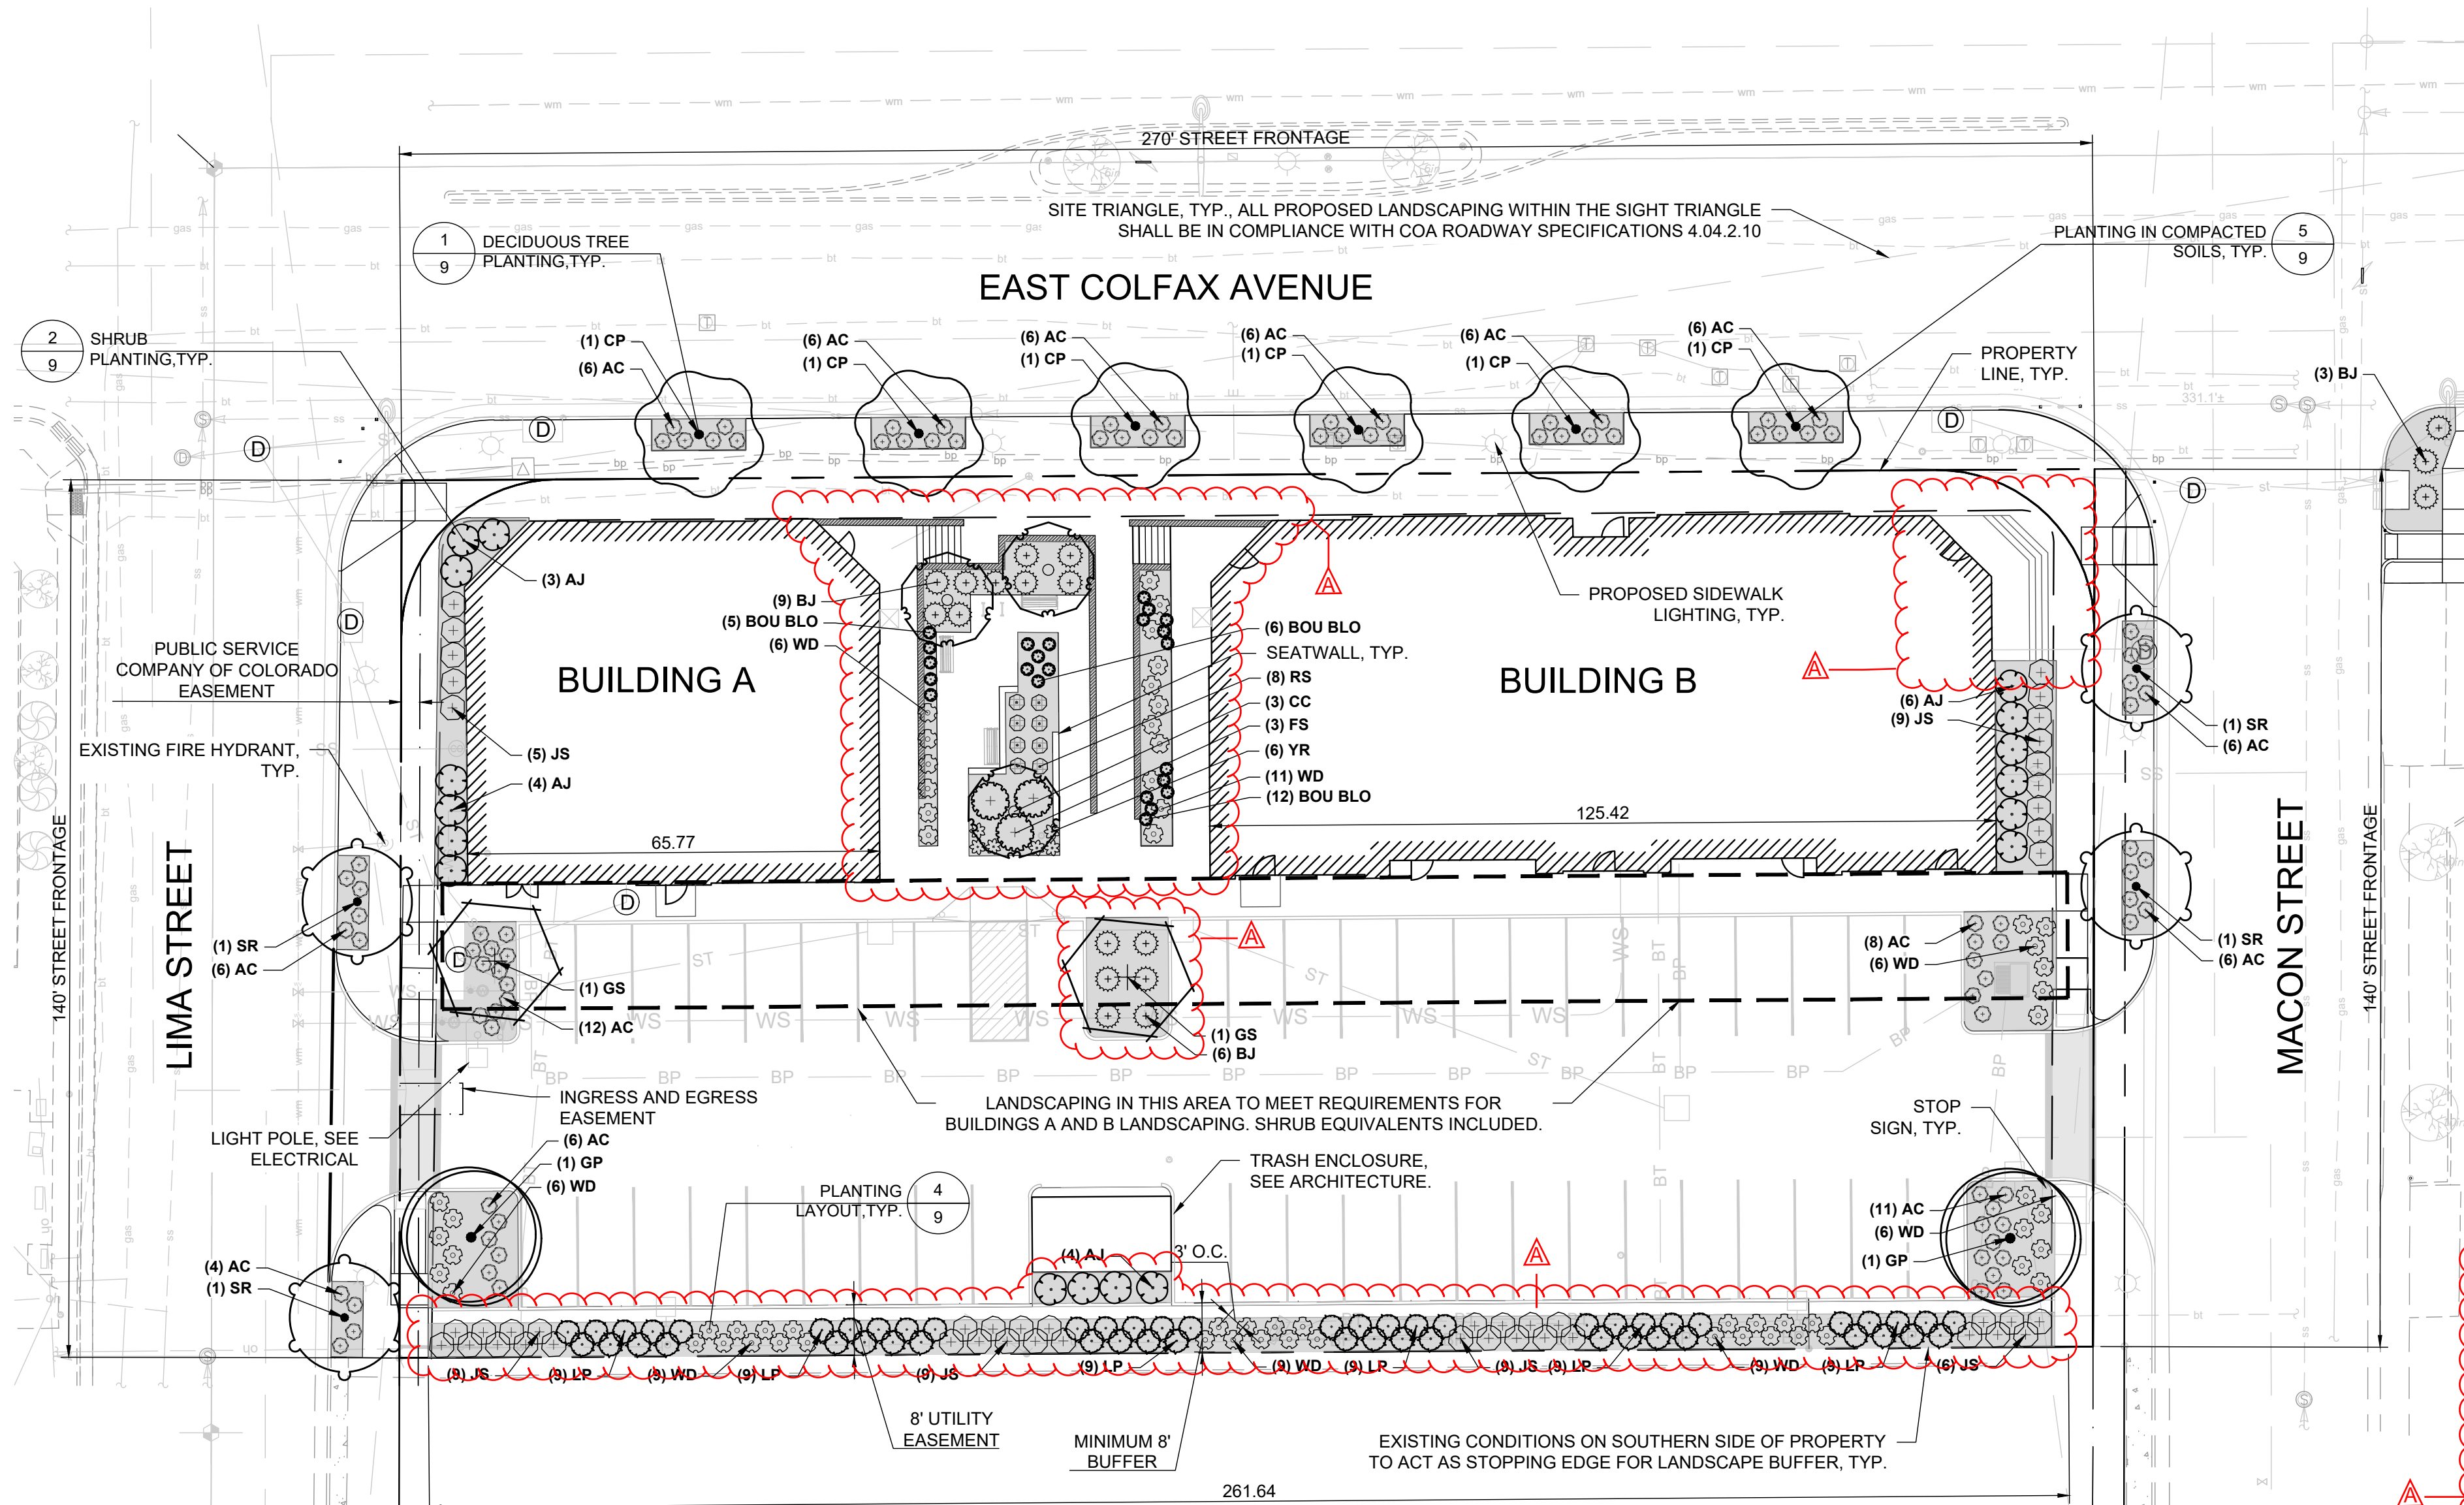 270' STREET FRONTAGE
SITE TRIANGLE, TYP., ALL PROPOSED LANDSCAPING WITHIN THE SIGHT TRIANGLE
SHALL BE IN COMPLIANCE WITH COA ROADWAY SPECIFICATIONS 4.04.2.10
1
9
DECIDUOUS TREE
PLANTING,TYP.
PLANTING IN COMPACTED
SOILS, TYP.
5
9
EAST COLFAX AVENUE
2
9
SHRUB
PLANTING,TYP.
(1) CP
(6) AC
(6) AC
(1) CP
(6) AC
(1) CP
(6) AC
(1) CP
(6) AC
(1) CP
(6) AC
(1) CP
PROPERTY
LINE, TYP.
(3) BJ
331.1'±
(3) AJ
(9) BJ
(5) BOU BLO
(6) WD
PROPOSED SIDEWALK
LIGHTING, TYP.
PUBLIC SERVICE
COMPANY OF COLORADO
EASEMENT
BUILDING A
(6) BOU BLO
SEATWALL, TYP.
(8) RS
(3) CC
(3) FS
(6) YR
(11) WD
(12) BOU BLO
BUILDING B
(6) AJ
(9) JS
(1) SR
(6) AC
EXISTING FIRE HYDRANT,
TYP.
(5) JS
(4) AJ
65.77
125.42
LIMA STREET
140' STREET FRONTAGE
MACON STREET
140' STREET FRONTAGE
(1) SR
(6) AC
(1) GS
(12) AC
(1) GS
(6) BJ
(8) AC
(6) WD
(1) SR
(6) AC
INGRESS AND EGRESS
EASEMENT
LANDSCAPING IN THIS AREA TO MEET REQUIREMENTS FOR
BUILDINGS A AND B LANDSCAPING. SHRUB EQUIVALENTS INCLUDED.
STOP
SIGN, TYP.
LIGHT POLE, SEE
ELECTRICAL
(6) AC
(1) GP
(6) WD
PLANTING
LAYOUT,TYP.
4
9
TRASH ENCLOSURE,
SEE ARCHITECTURE.
(11) AC
(6) WD
(1) GP
(4) AC
(1) SR
(4) AJ
3' O.C.
(9) JS
(9) LP
(9) WD
(9) LP
(9) JS
(9) LP
(9) WD
(9) LP
(9) JS
(9) LP
(9) WD
(9) LP
(6) JS
8' UTILITY
EASEMENT
MINIMUM 8'
BUFFER
EXISTING CONDITIONS ON SOUTHERN SIDE OF PROPERTY
TO ACT AS STOPPING EDGE FOR LANDSCAPE BUFFER, TYP.
261.64